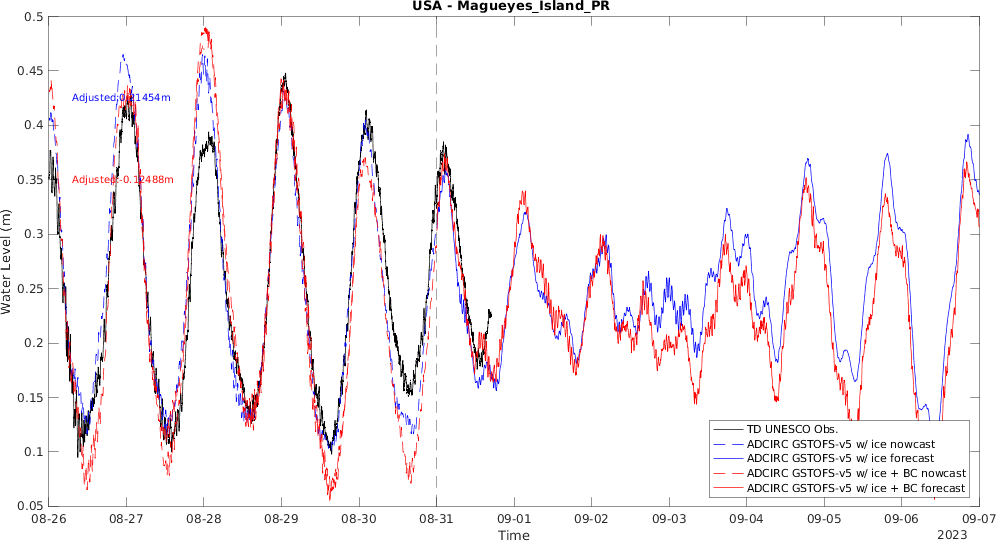 USA - Magueyes_Island_PR
Water Level (m)
0.5
0.45
0.4
0.35
0.3
0.25
0.2
0.15
0.1
0.05
Adjusted:0.21454m
Adjusted:-0.12488m
TD UNESCO Obs.
ADCIRC GSTOFS-v5 w/ ice nowcast
ADCIRC GSTOFS-v5 w/ ice forecast
ADCIRC GSTOFS-v5 w/ ice + BC nowcast
ADCIRC GSTOFS-v5 w/ ice + BC forecast
08-26 08-27 08-28 08-29 08-30 08-31 09-01 09-02 09-03 09-04 09-05 09-06 09-07
Time
2023